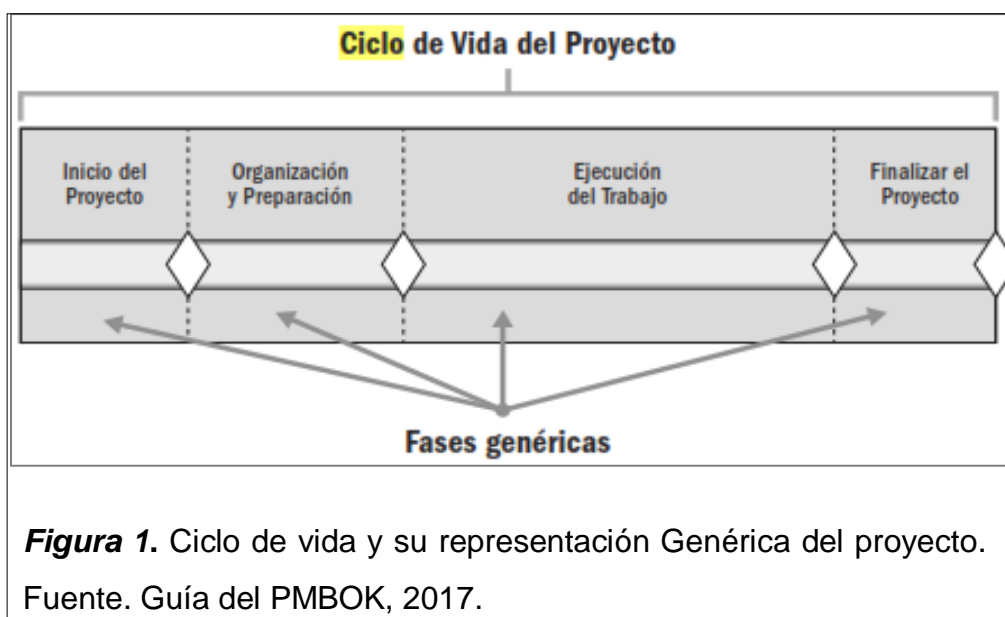 Ciclo de Vida del Proyecto
Inicio del
Proyecto
Organización
y Preparación
Ejecución
del Trabajo
Finalizar el
Proyecto
Fases genéricas
Figura 1. Ciclo de vida y su representación Genérica del proyecto.
Fuente. Guía del PMBOK, 2017.